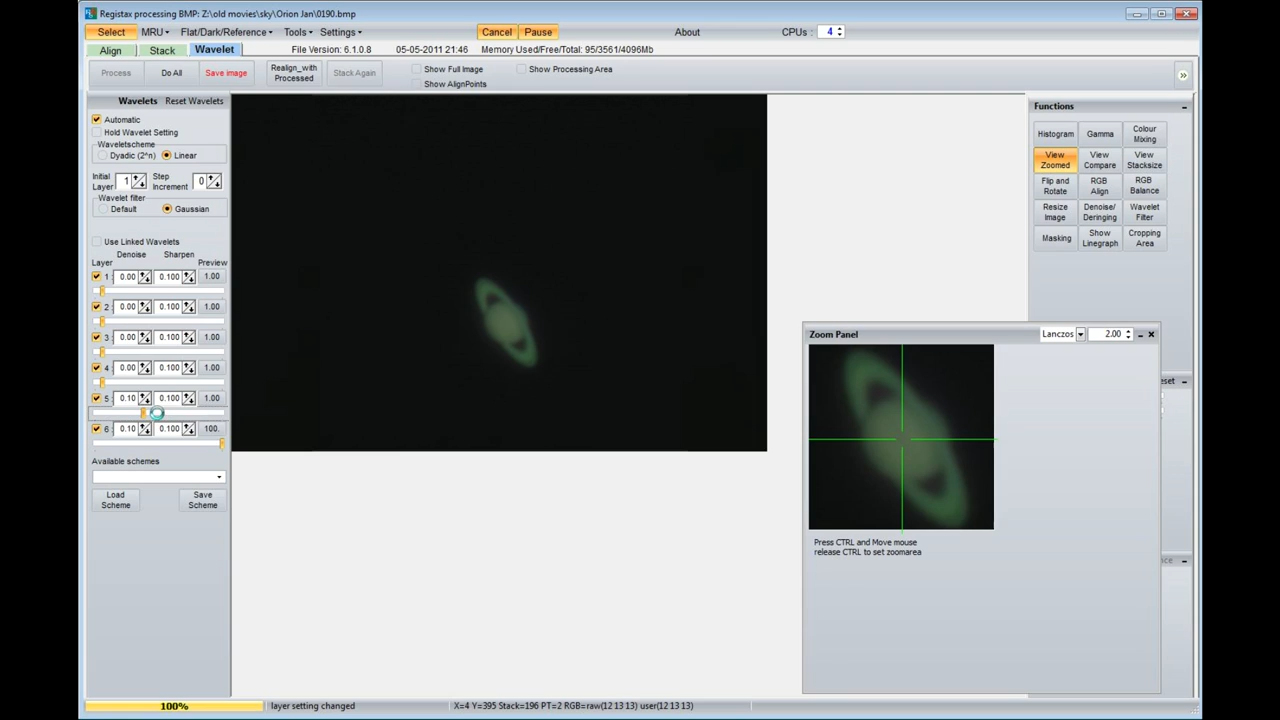 Registax processing BMP: Z:\old movies\sky\Orion Jan\0190.bmp
Select MRU Flat/Dark/Reference Tools Settings Cancel Pause About CPUs : 4
Align Stack Wavelet File Version: 6.1.0.8 05-05-2011 21:46 Memory Used/Free/Total: 95/3561/4096Mb
Process Do All Save image Realign_with Processed Stack Again Show Full Image Show Processing Area
Show AlignPoints
Wavelets Reset Wavelets
Automatic
Hold Wavelet Setting
Waveletscheme
Dyadic (2^n) Linear
Initial Layer 1 Step Increment 0
Wavelet filter
Default Gaussian
Use Linked Wavelets
Denoise Sharpen
Layer Preview
1 : 0.00 0.100 1.00
2 : 0.00 0.100 1.00
3 : 0.00 0.100 1.00
4 : 0.00 0.100 1.00
5 : 0.10 0.100 1.00
6 : 0.10 0.100 100.
Available schemes
Load Scheme Save Scheme
Functions
Histogram Gamma Colour Mixing
View Zoomed View Compare View Stacksize
Flip and Rotate RGB Align RGB Balance
Resize Image Denoise/ Deringing Wavelet Filter
Masking Show Linegraph Cropping Area
Zoom Panel Lanczos 2.00
eset
Press CTRL and Move mouse
release CTRL to set zoomarea
nce
100% layer setting changed X=4 Y=395 Stack=196 PT=2 RGB=raw(12 13 13) user(12 13 13)